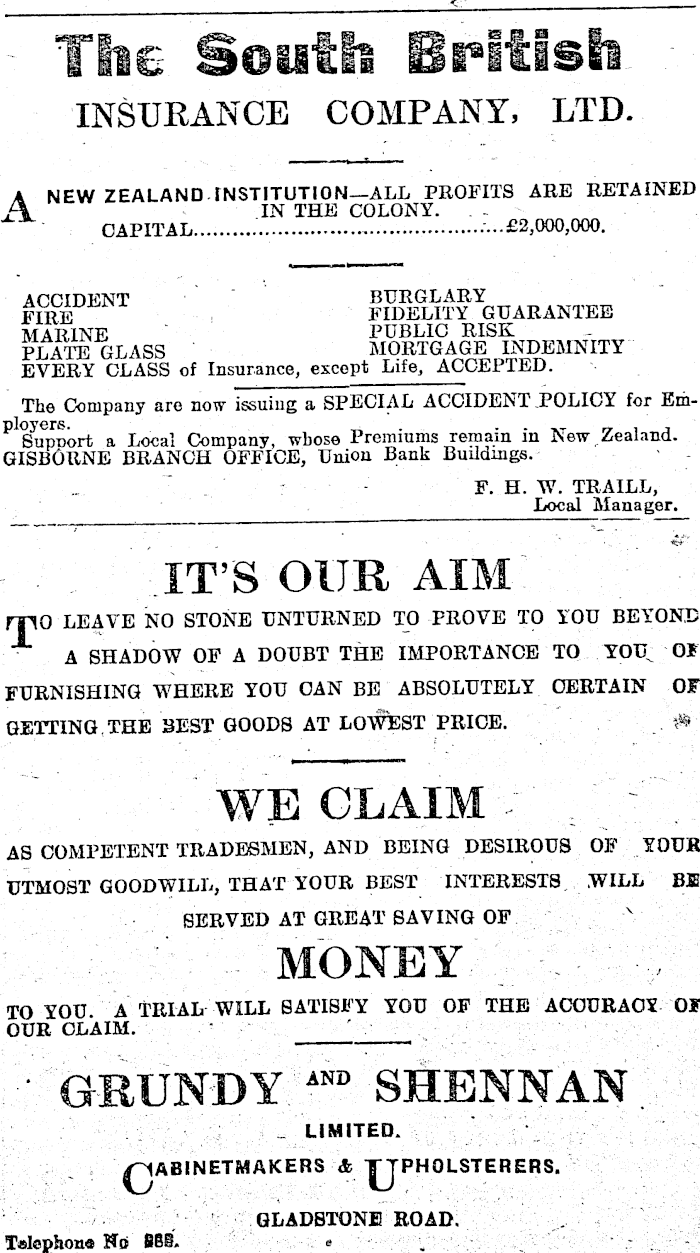 The South British
INSURANCE COMPANY, LTD.
A NEW ZEALAND INSTITUTION—ALL PROFITS ARE RETAINED
IN THE COLONY.
CAPITAL................................................£2,000,000.
ACCIDENT BURGLARY
FIRE FIDELITY GUARANTEE
MARINE PUBLIC RISK
PLATE GLASS MORTGAGE INDEMNITY
EVERY CLASS of Insurance, except Life, ACCEPTED.
The Company are now issuing a SPECIAL ACCIDENT POLICY for Em-
ployers.
Support a Local Company, whose Premiums remain in New Zealand.
GISBORNE BRANCH OFFICE, Union Bank Buildings.
F. H. W. TRAILL,
Local Manager.
IT'S OUR AIM
TO LEAVE NO STONE UNTURNED TO PROVE TO YOU BEYOND
A SHADOW OF A DOUBT THE IMPORTANCE TO YOU OF
FURNISHING WHERE YOU CAN BE ABSOLUTELY CERTAIN OF
GETTING THE BEST GOODS AT LOWEST PRICE.
WE CLAIM
AS COMPETENT TRADESMEN, AND BEING DESIROUS OF YOUR
UTMOST GOODWILL, THAT YOUR BEST INTERESTS WILL BE
SERVED AT GREAT SAVING OF
MONEY
TO YOU. A TRIAL WILL SATISFY YOU OF THE ACCURACY OF
OUR CLAIM.
GRUNDY AND SHENNAN
LIMITED.
CABINETMAKERS & UPHOLSTERERS.
GLADSTONE ROAD.
Telephone No